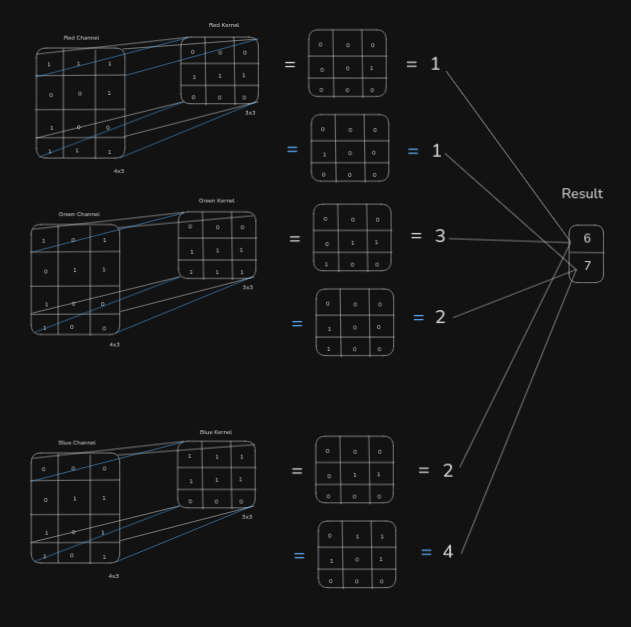 Red Channel
1 1 1
0 0 1
1 0 0
1 1 1
4x3
Red Kernel
0 0 0
1 1 1
0 0 0
3x3
=
0 0 0
0 0 1
0 0 0
= 1
=
0 0 0
1 0 0
0 0 0
= 1
Green Channel
1 0 1
0 1 1
1 0 0
1 0 0
4x3
Green Kernel
0 0 0
1 1 1
1 1 1
3x3
=
0 0 0
0 1 1
1 0 0
= 3
=
0 0 0
1 0 0
1 0 0
= 2
Result
6
7
Blue Channel
0 0 0
0 1 1
1 0 1
1 0 1
4x3
Blue Kernel
1 1 1
1 1 1
0 0 0
3x3
=
0 0 0
0 1 1
0 0 0
= 2
=
0 1 1
1 0 1
0 0 0
= 4